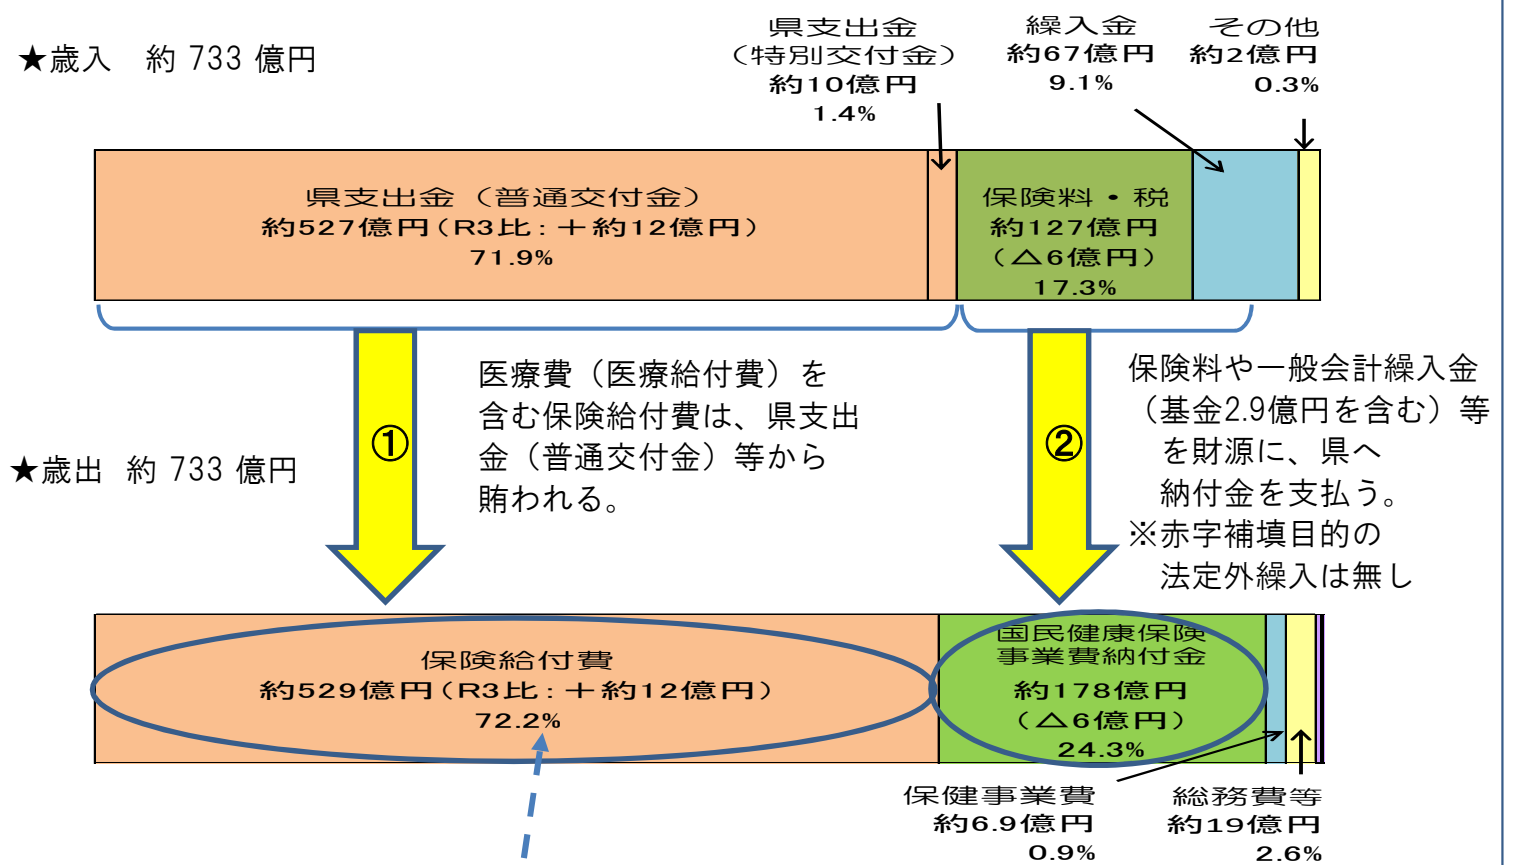 ★歳入　約 733 億円
県支出金
（特別交付金）
約10億円
1.4%
繰入金
約67億円
9.1%
その他
約2億円
0.3%
県支出金（普通交付金）
約527億円（R3比：＋約12億円）
71.9%
保険料・税
約127億円
（△6億円）
17.3%
①
医療費（医療給付費）を
含む保険給付費は、県支出
金（普通交付金）等から
賄われる。
②
保険料や一般会計繰入金
（基金2.9億円を含む）等
を財源に、県へ
納付金を支払う。
※赤字補填目的の
法定外繰入は無し
★歳出　約 733 億円
保険給付費
約529億円（R3比：＋約12億円）
72.2%
国民健康保険
事業費納付金
約178億円
（△6億円）
24.3%
保健事業費
約6.9億円
0.9%
総務費等
約19億円
2.6%